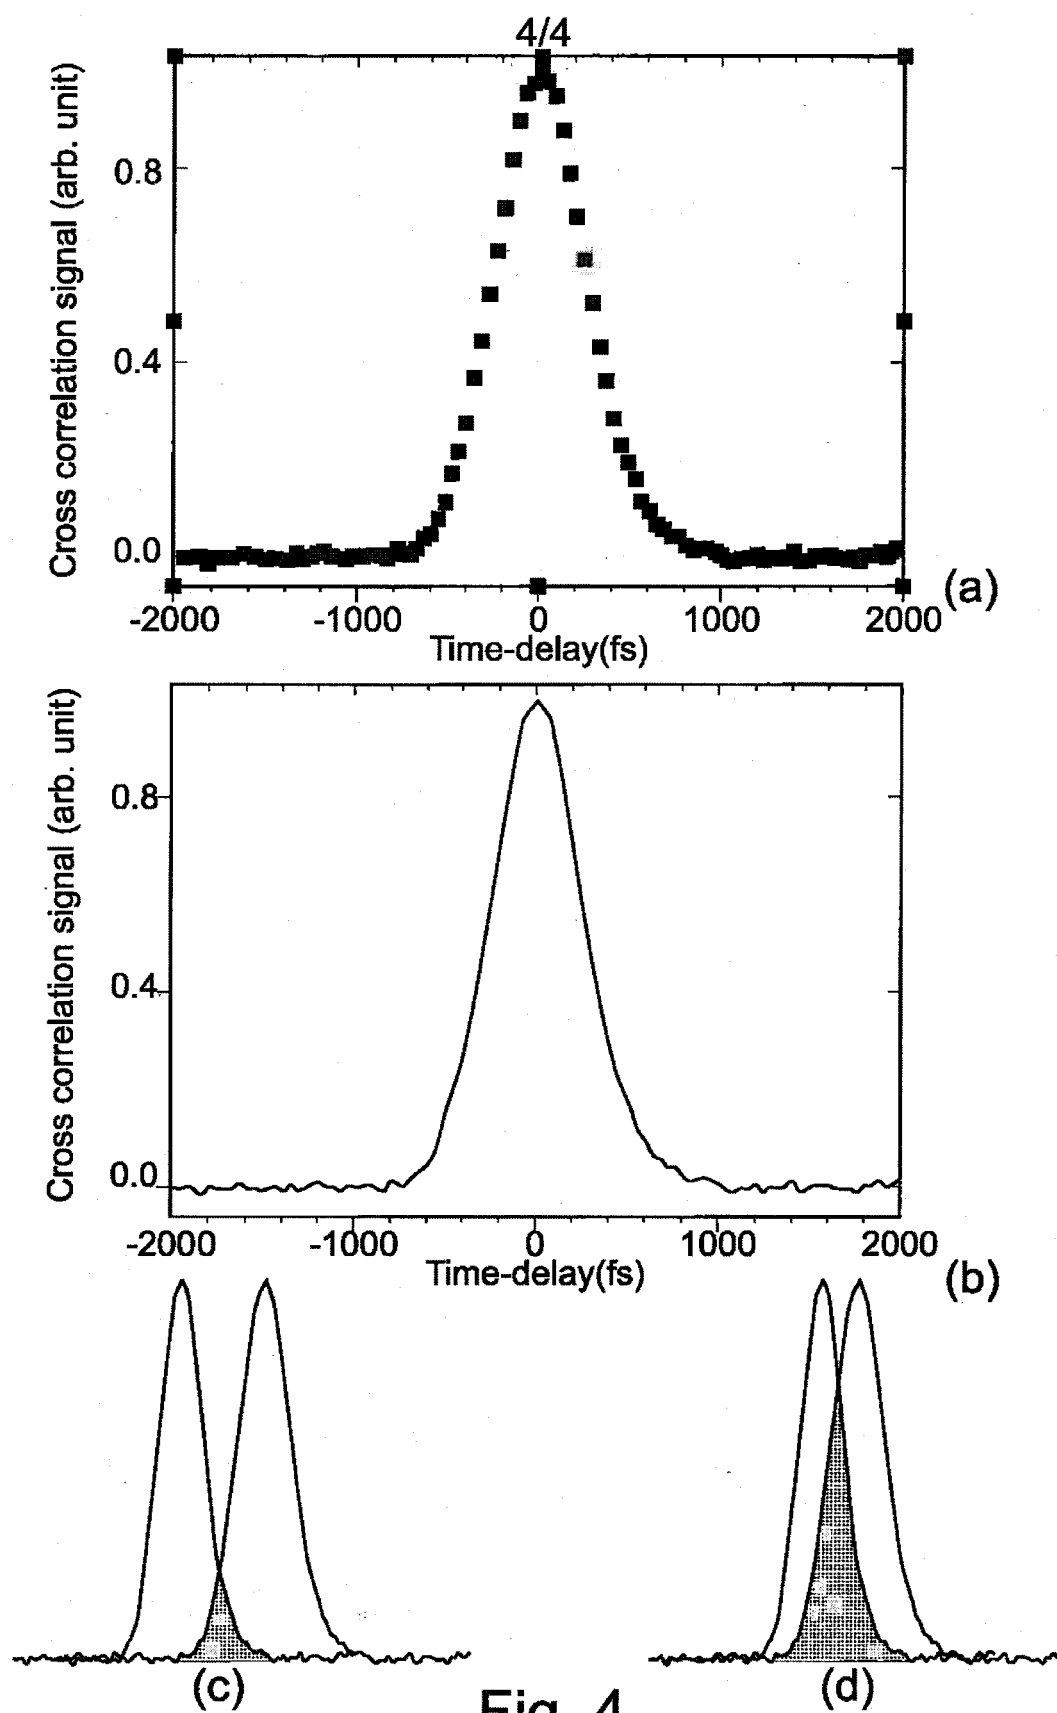 4/4
Cross correlation signal (arb. unit)
0.8
0.4
0.0
-2000 -1000 0 1000 2000
Time-delay(fs)
(a)
Cross correlation signal (arb. unit)
0.8
0.4
0.0
-2000 -1000 0 1000 2000
Time-delay(fs)
(b)
(c) (d)
Fig. 4